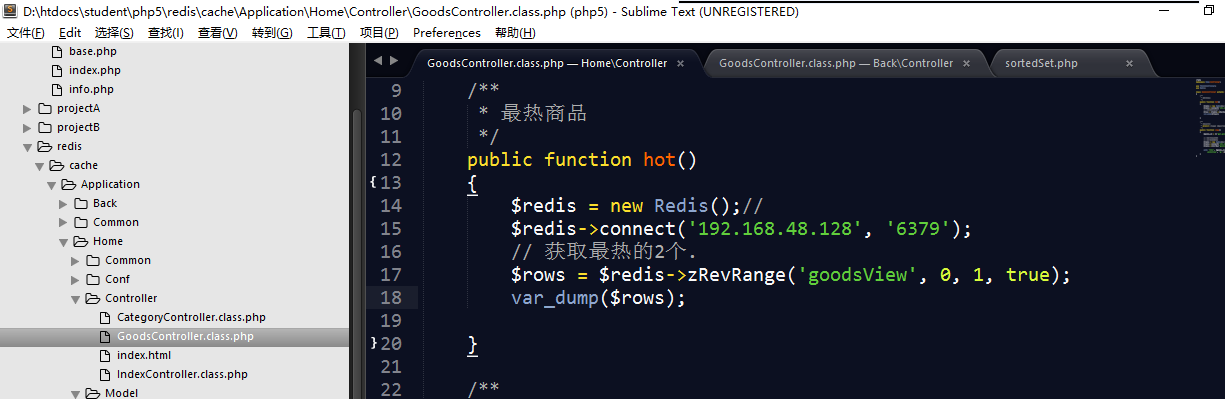 D:\htdocs\student\php5\redis\cache\Application\Home\Controller\GoodsController.class.php (php5) - Sublime Text (UNREGISTERED)
文件(F) Edit 选择(S) 查找(I) 查看(V) 转到(G) 工具(T) 项目(P) Preferences 帮助(H)
base.php
index.php
info.php
projectA
projectB
redis
cache
Application
Back
Common
Home
Common
Conf
Controller
CategoryController.class.php
GoodsController.class.php
index.html
IndexController.class.php
Model
GoodsController.class.php — Home\Controller × GoodsController.class.php — Back\Controller × sortedSet.php ×
9 /**
10 * 最热商品
11 */
12 public function hot()
13 {
14 $redis = new Redis();//
15 $redis->connect('192.168.48.128', '6379');
16 // 获取最热的2个.
17 $rows = $redis->zRevRange('goodsView', 0, 1, true);
18 var_dump($rows);
19
20 }
21
22 /**